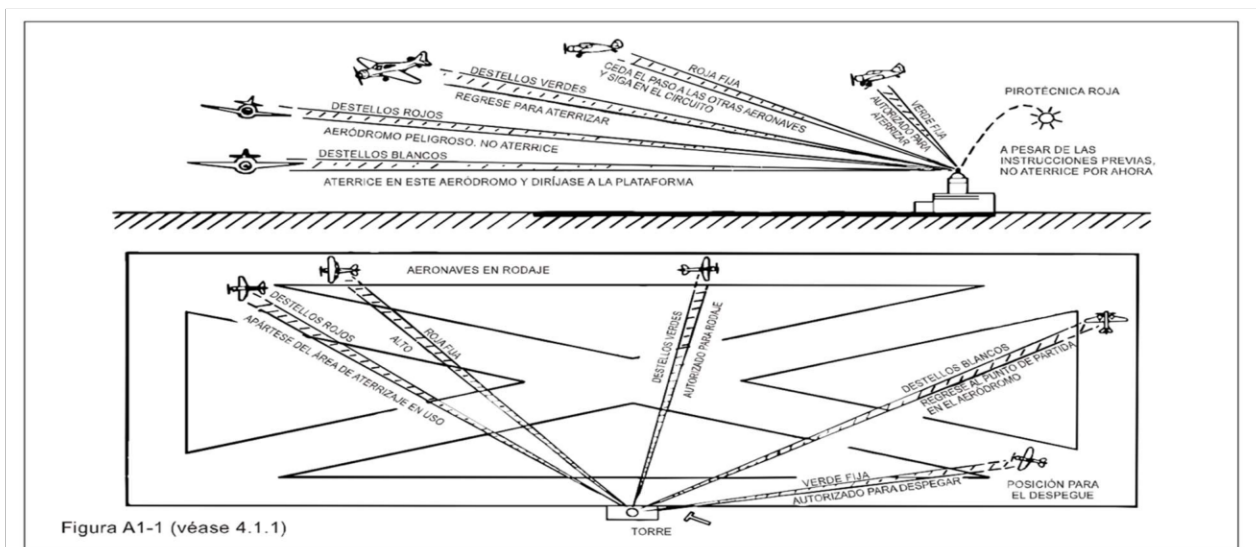 ROJA FIJA
CEDA EL PASO A LAS OTRAS AERONAVES
Y SIGA EN EL CIRCUITO
DESTELLOS VERDES
REGRESE PARA ATERRIZAR
VERDE FIJA
AUTORIZADO PARA
ATERRIZAR
PIROTÉCNICA ROJA
DESTELLOS ROJOS
AERÓDROMO PELIGROSO. NO ATERRICE
A PESAR DE LAS
INSTRUCCIONES PREVIAS,
NO ATERRICE POR AHORA
DESTELLOS BLANCOS
ATERRICE EN ESTE AERÓDROMO Y DIRÍJASE A LA PLATAFORMA
AERONAVES EN RODAJE
DESTELLOS ROJOS
APÁRTESE DEL ÁREA DE ATERRIZAJE EN USO
ROJA FIJA
ALTO
DESTELLOS VERDES
AUTORIZADO PARA RODAJE
DESTELLOS BLANCOS
REGRESE AL PUNTO DE PARTIDA
EN EL AERÓDROMO
VERDE FIJA
AUTORIZADO PARA DESPEGAR
POSICIÓN PARA
EL DESPEGUE
Figura A1-1 (véase 4.1.1)
TORRE